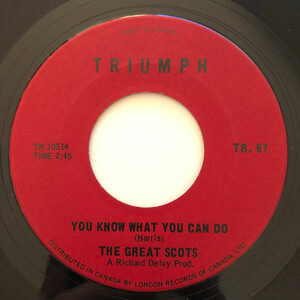 TRIUMPH
TR. 10514
TIME 2:45
TR. 67
YOU KNOW WHAT YOU CAN DO
(Harris)
THE GREAT SCOTS
A Richard Delvy Prod.
DISTRIBUTED IN CANADA BY LONDON RECORDS OF CANADA, LTD.